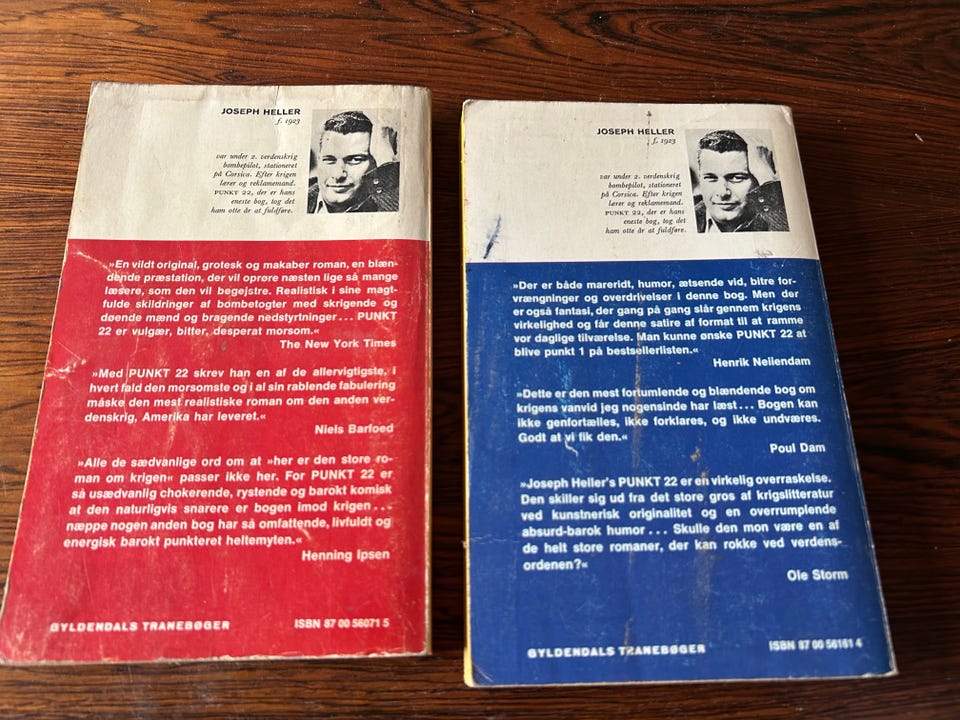 JOSEPH HELLER
f. 1923
var under 2. verdenskrig
bombepilot, stationeret
på Corsica. Efter krigen
lærer og reklamemand.
PUNKT 22, der er hans
eneste bog, tog det
ham otte år at fuldføre.
»En vildt original, grotesk og makaber roman, en blæn-
dende præstation, der vil oprøre næsten lige så mange
læsere, som den vil begejstre. Realistisk i sine magt-
fulde skildringer af bombetogter med skrigende og
døende mænd og bragende nedstyrtninger... PUNKT
22 er vulgær, bitter, desperat morsom.«
The New York Times
»Med PUNKT 22 skrev han en af de allervigtigste, i
hvert fald den morsomste og i al sin rablende fabulering
måske den mest realistiske roman om den anden ver-
denskrig, Amerika har leveret.«
Niels Barfoed
»Alle de sædvanlige ord om at »her er den store ro-
man om krigen« passer ikke her. For PUNKT 22 er
så usædvanlig chokerende, rystende og barokt komisk
at den naturligvis snarere er bogen imod krigen...
næppe nogen anden bog har så omfattende, livfuldt og
energisk barokt punkteret heltemyten.«
Henning Ipsen
GYLDENDALS TRANEBØGER
ISBN 87 00 56071 5
JOSEPH HELLER
f. 1923
var under 2. verdenskrig
bombepilot, stationeret
på Corsica. Efter krigen
lærer og reklamemand.
PUNKT 22, der er hans
eneste bog, tog det
ham otte år at fuldføre.
»Der er både mareridt, humor, ætsende vid, bitre for-
vrængninger og overdrivelser i denne bog. Men der
er også fantasi, der gang på gang slår gennem krigens
virkelighed og får denne satire af format til at ramme
vor daglige tilværelse. Man kunne ønske PUNKT 22 at
blive punkt 1 på bestsellerlisten.«
Henrik Neiiendam
»Dette er den mest fortumlende og blændende bog om
krigens vanvid jeg nogensinde har læst... Bogen kan
ikke genfortælles, ikke forklares, og ikke undværes.
Godt at vi fik den.«
Poul Dam
»Joseph Heller's PUNKT 22 er en virkelig overraskelse.
Den skiller sig ud fra det store gros af krigslitteratur
ved kunstnerisk originalitet og en overrumplende
absurd-barok humor... Skulle den mon være en af
de helt store romaner, der kan rokke ved verdens-
ordenen?«
Ole Storm
GYLDENDALS TRANEBØGER
ISBN 87 00 56161 4